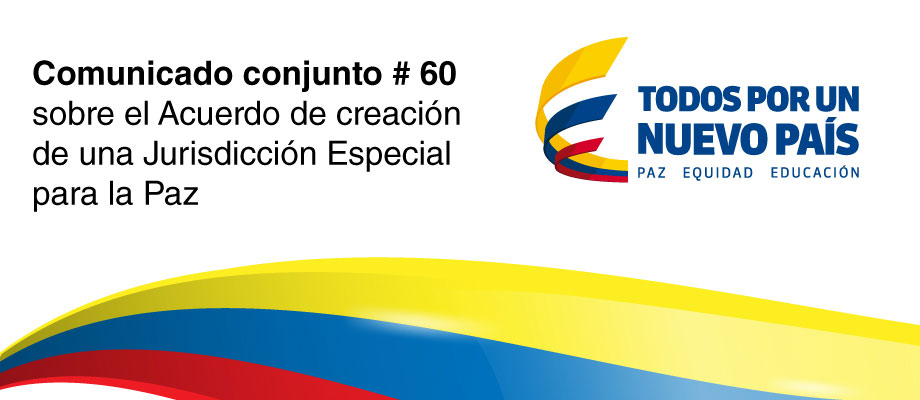 Comunicado conjunto # 60
sobre el Acuerdo de creación
de una Jurisdicción Especial
para la Paz
TODOS POR UN
NUEVO PAÍS
PAZ EQUIDAD EDUCACIÓN